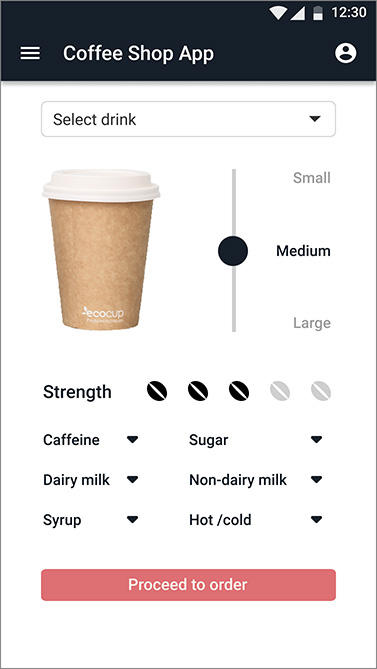 12:30
Coffee Shop App
Select drink
Small
Medium
Large
ecocup
Strength
Caffeine
Sugar
Dairy milk
Non-dairy milk
Syrup
Hot /cold
Proceed to order